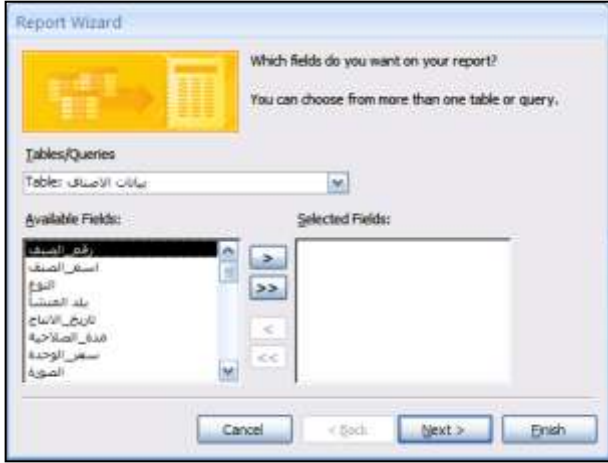 Report Wizard
Which fields do you want on your report?
You can choose from more than one table or query.
Tables/Queries
Table: بيانات الاصناف
Available Fields:
Selected Fields:
رقم_الصنف
اسم_الصنف
النوع
بلد المنشأ
تاريخ_الانتاج
مدة_الصلاحية
سعر_الوحدة
الصورة
>
>>
<
<<
Cancel
< Back
Next >
Finish